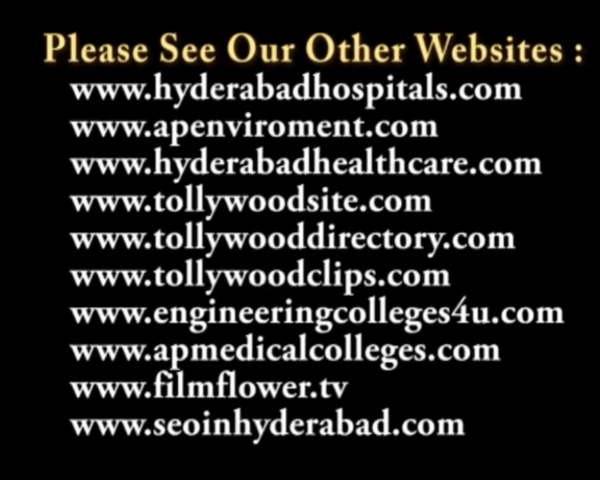 Please See Our Other Websites :
www.hyderabadhospitals.com
www.apenviroment.com
www.hyderabadhealthcare.com
www.tollywoodsite.com
www.tollywooddirectory.com
www.tollywoodclips.com
www.engineeringcolleges4u.com
www.apmedicalcolleges.com
www.filmflower.tv
www.seoinhyderabad.com